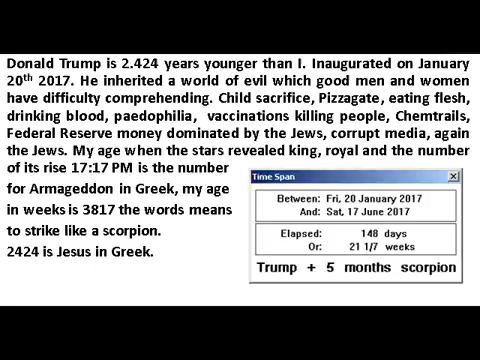 Donald Trump is 2.424 years younger than I. Inaugurated on January
20th 2017. He inherited a world of evil which good men and women
have difficulty comprehending. Child sacrifice, Pizzagate, eating flesh,
drinking blood, paedophilia, vaccinations killing people, Chemtrails,
Federal Reserve money dominated by the Jews, corrupt media, again
the Jews. My age when the stars revealed king, royal and the number
of its rise 17:17 PM is the number
for Armageddon in Greek, my age
in weeks is 3817 the words means
to strike like a scorpion.
2424 is Jesus in Greek.
Time Span
Between: Fri, 20 January 2017
And: Sat, 17 June 2017
Elapsed: 148 days
Or: 21 1/7 weeks
Trump + 5 months scorpion